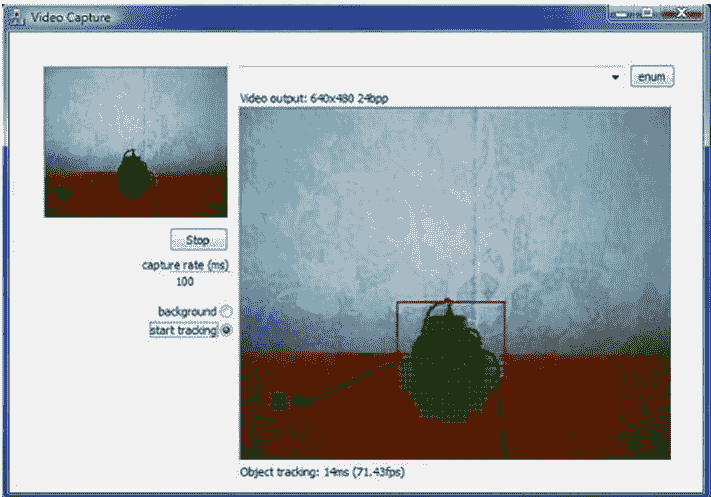 Video Capture
enum
Video output: 640x480 24bpp
Stop
capture rate (ms)
100
background
start tracking
Object tracking: 14ms (71.43fps)